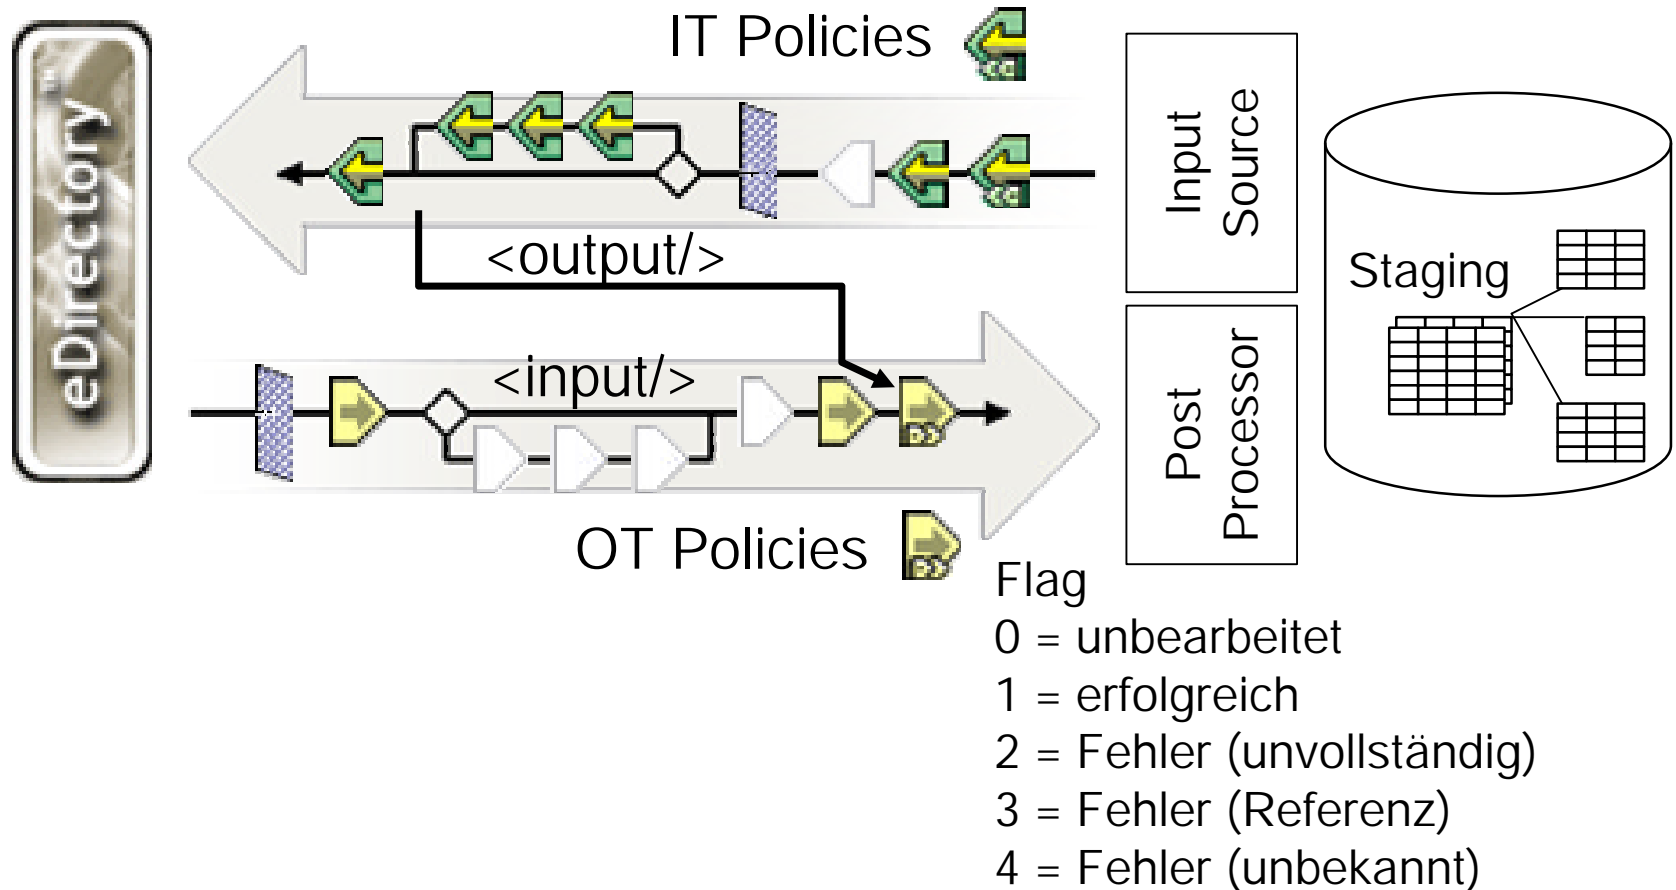 IT Policies
eDirectory™
Input
Source
<output/>
Staging
<input/>
Post
Processor
OT Policies
Flag
0 = unbearbeitet
1 = erfolgreich
2 = Fehler (unvollständig)
3 = Fehler (Referenz)
4 = Fehler (unbekannt)